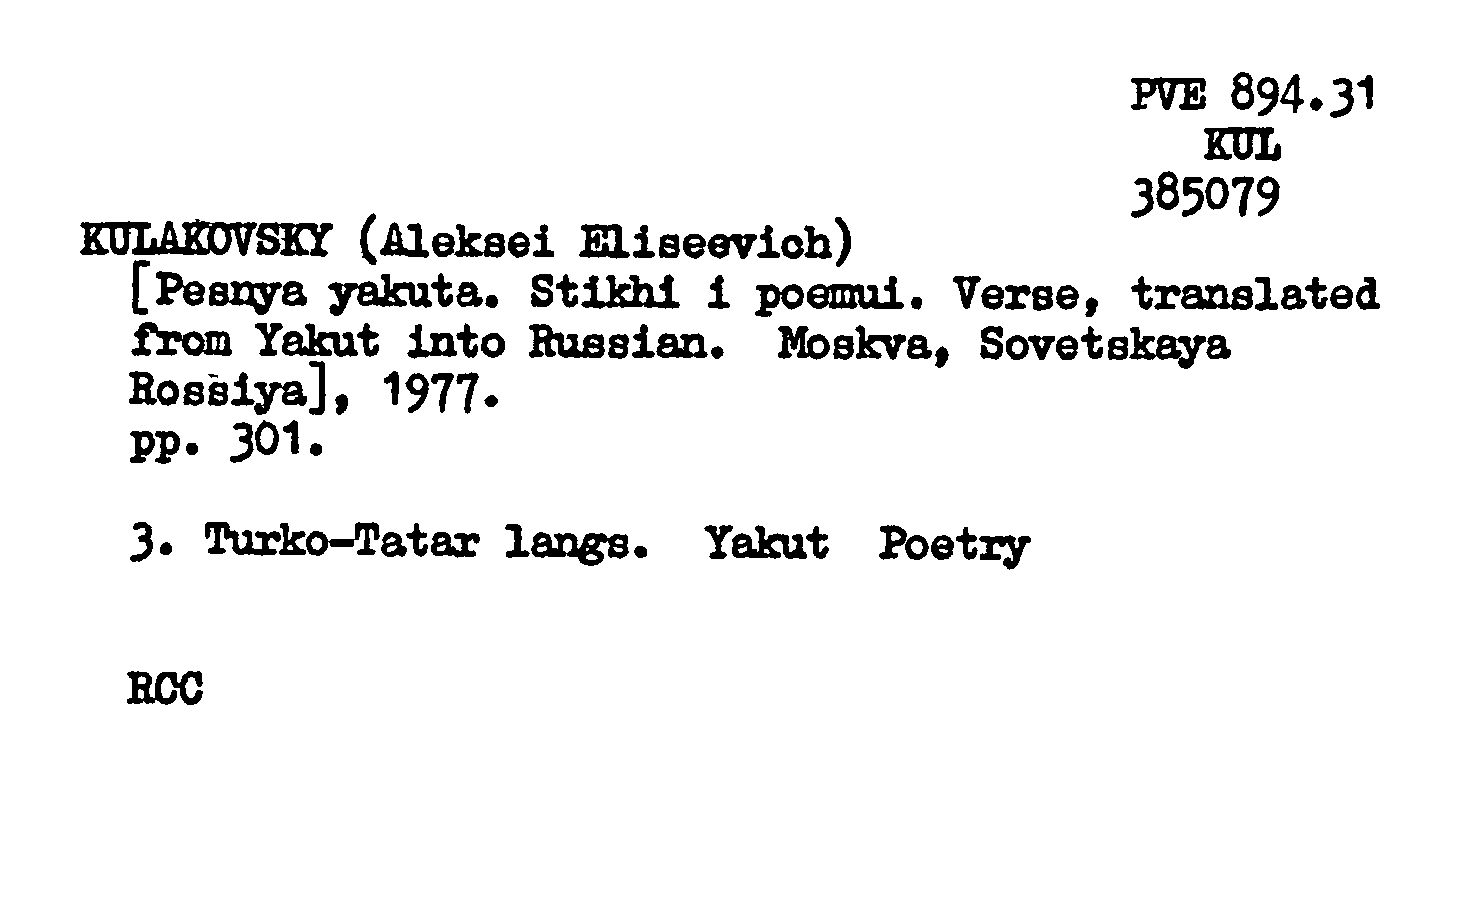 PVE 894.31
KUL
385079
KULAKOVSKY (Aleksei Eliseevich)
[Pesnya yakuta. Stikhi i poemui. Verse, translated
from Yakut into Russian. Moskva, Sovetskaya
Rossiya], 1977.
pp. 301.
3. Turko-Tatar langs. Yakut Poetry
RCC